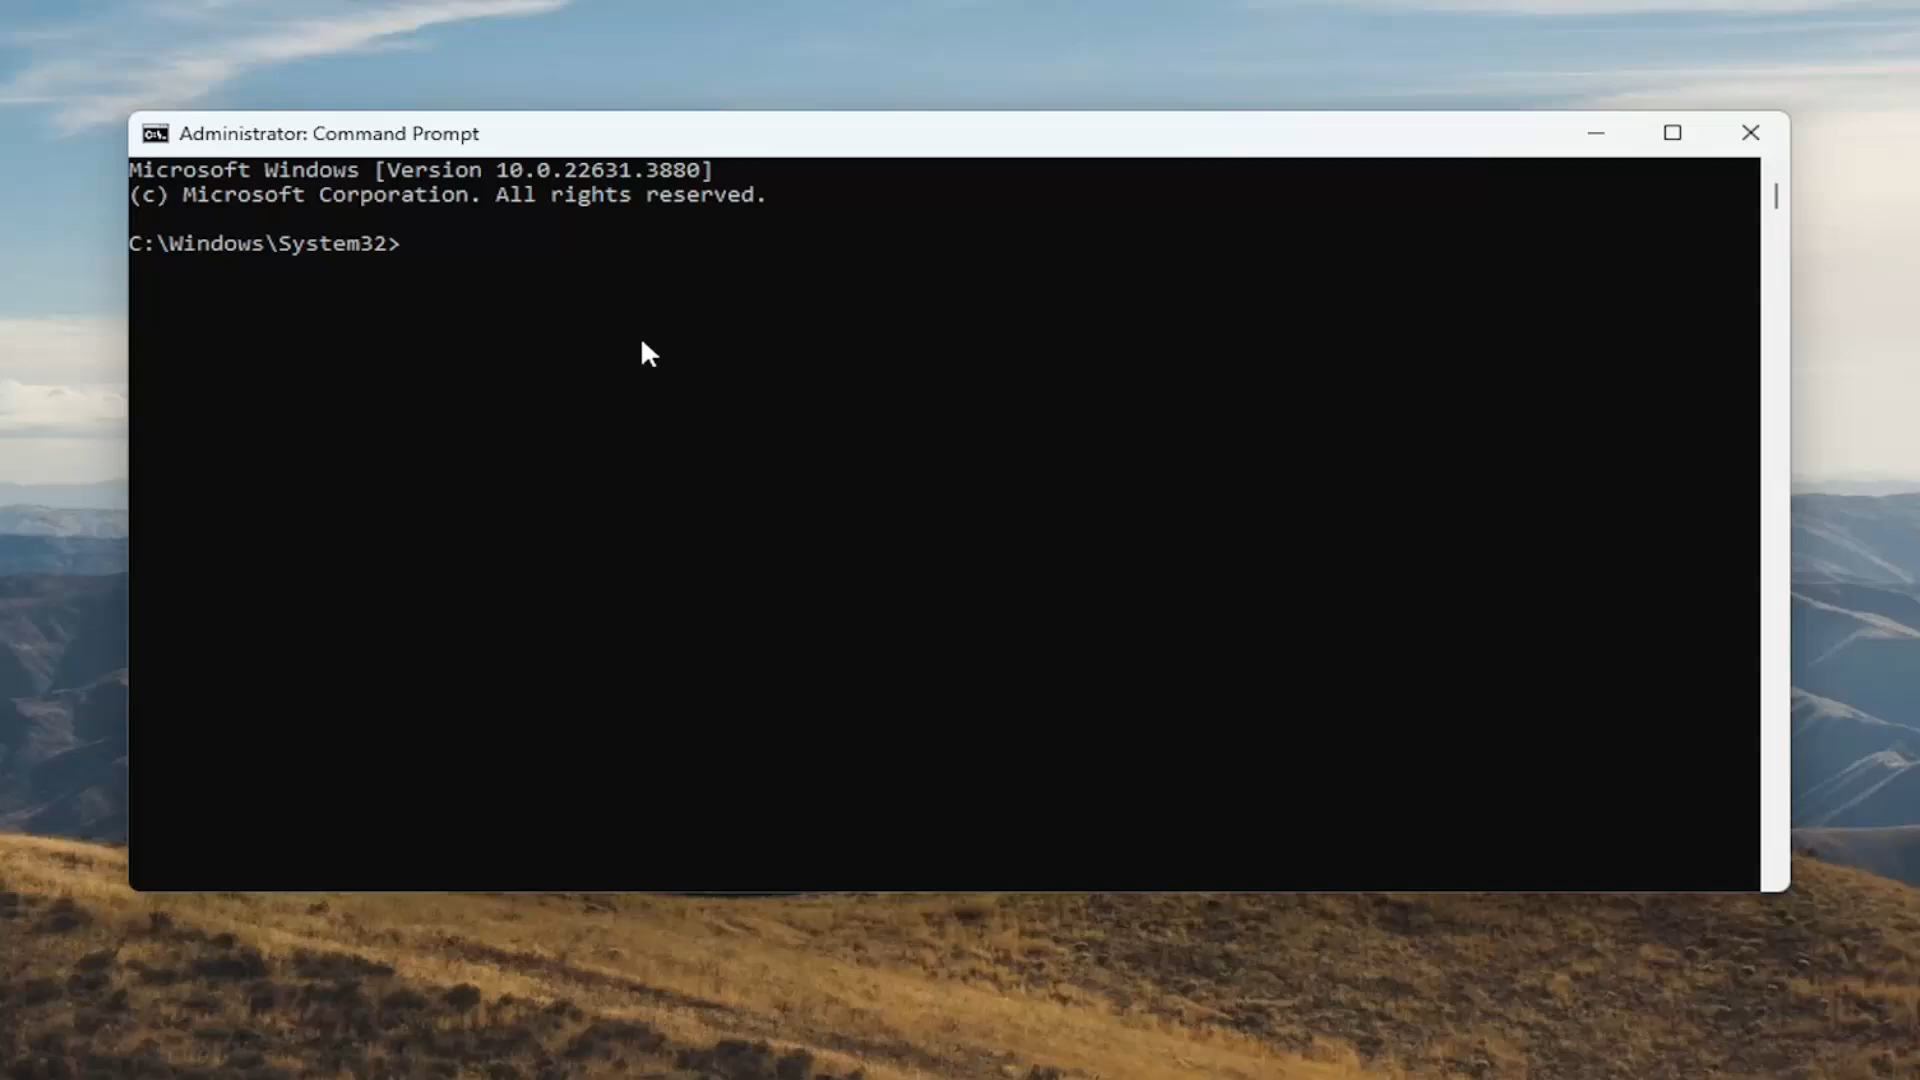 Administrator: Command Prompt
Microsoft Windows [Version 10.0.22631.3880]
(c) Microsoft Corporation. All rights reserved.
C:\Windows\System32>